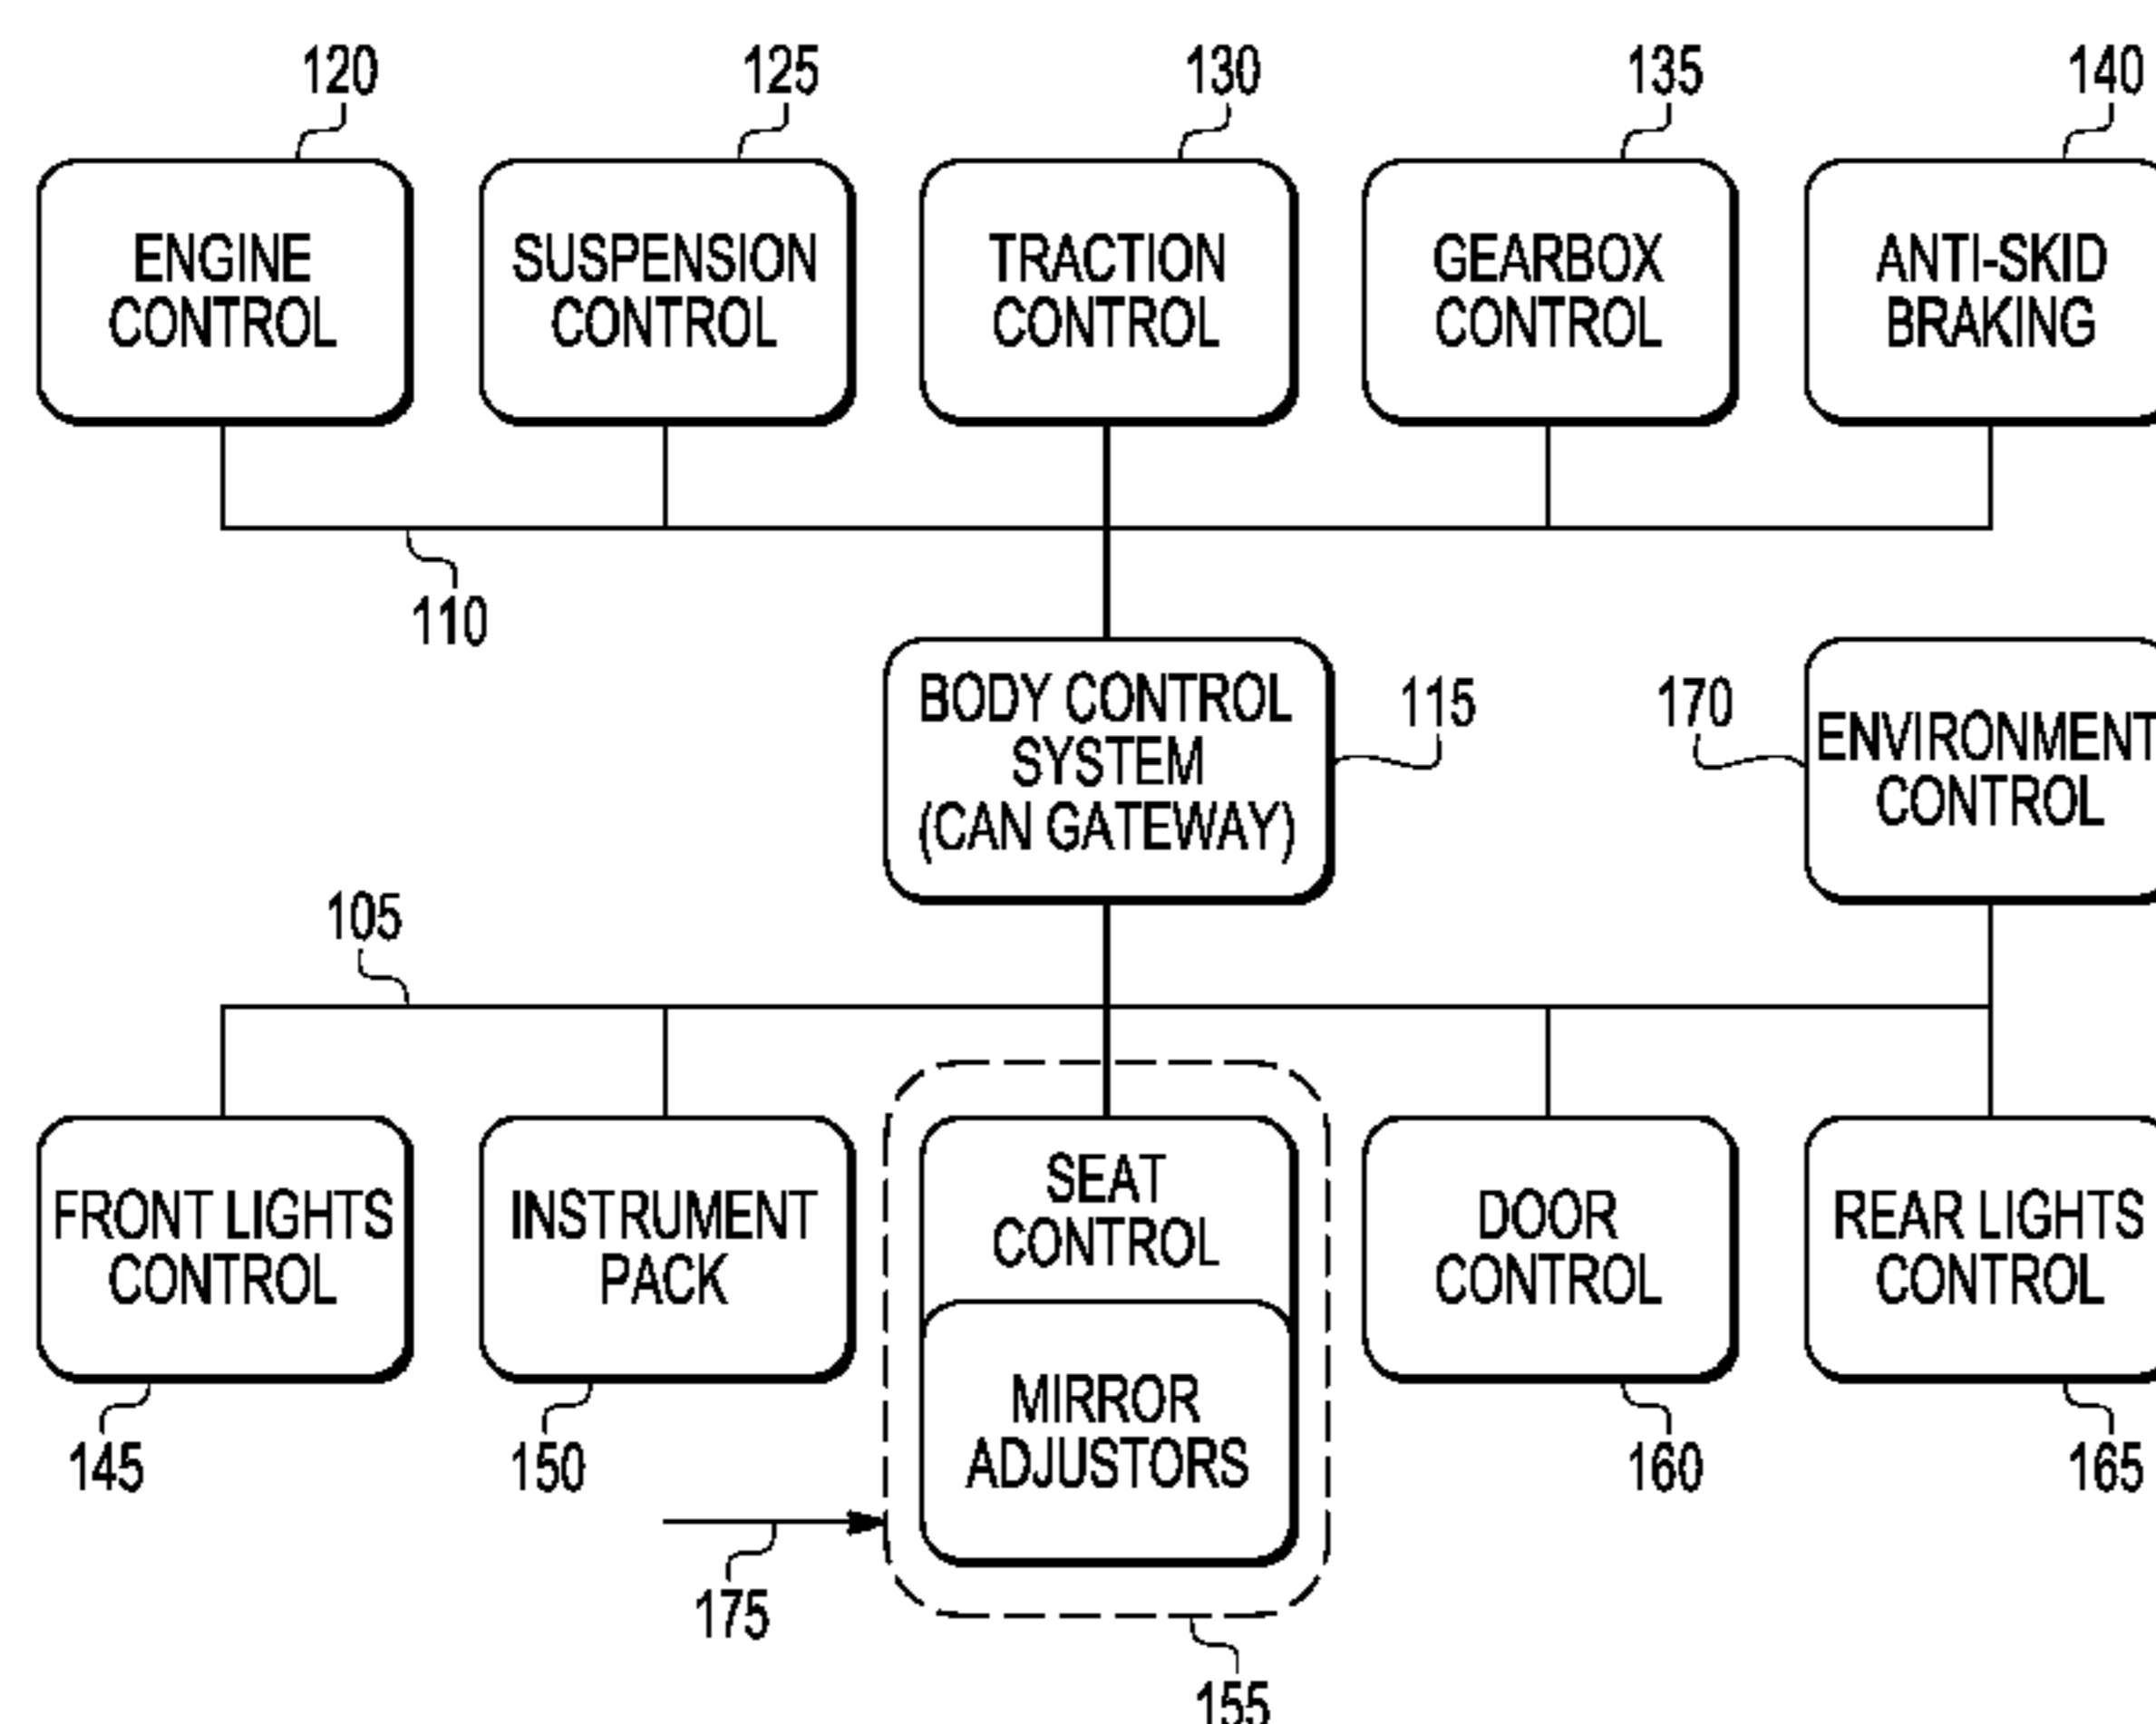 120
125
130
135
140
ENGINE
CONTROL
SUSPENSION
CONTROL
TRACTION
CONTROL
GEARBOX
CONTROL
ANTI-SKID
BRAKING
110
BODY CONTROL
SYSTEM
(CAN GATEWAY)
115
170
ENVIRONMENT
CONTROL
105
FRONT LIGHTS
CONTROL
INSTRUMENT
PACK
SEAT
CONTROL
MIRROR
ADJUSTORS
DOOR
CONTROL
REAR LIGHTS
CONTROL
145
150
160
165
175
155